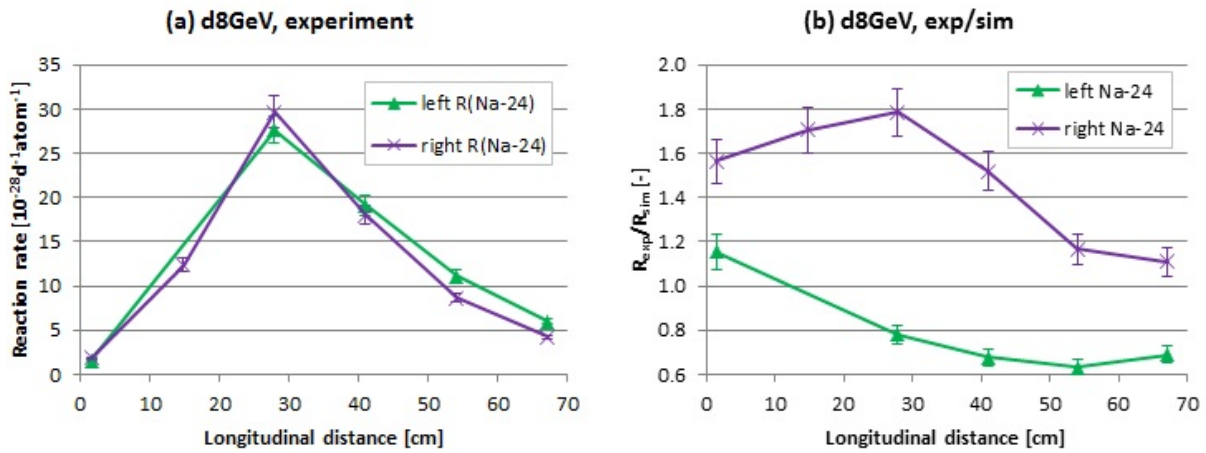 (a) d8GeV, experiment
35
30
25
20
15
10
5
0
Reaction rate [10⁻²⁸d⁻¹atom⁻¹]
left R(Na-24)
right R(Na-24)
0 10 20 30 40 50 60 70
Longitudinal distance [cm]
(b) d8GeV, exp/sim
2.0
1.8
1.6
1.4
1.2
1.0
0.8
0.6
R_exp/R_sim [-]
left Na-24
right Na-24
0 10 20 30 40 50 60 70
Longitudinal distance [cm]